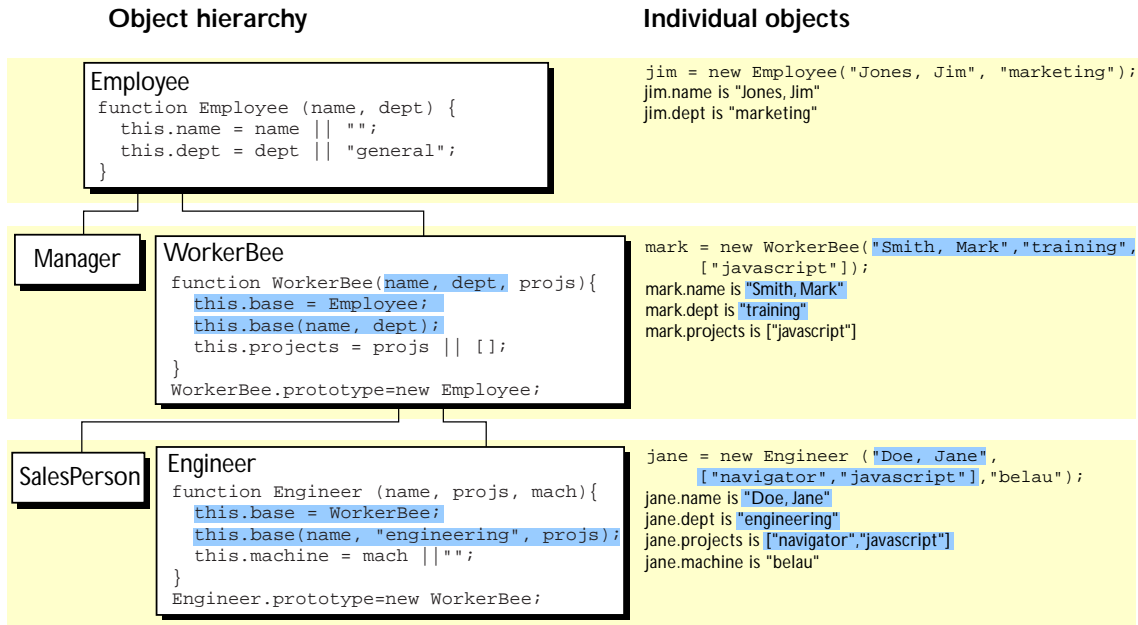 Object hierarchy
Individual objects
Employee
function Employee (name, dept) {
this.name = name || "";
this.dept = dept || "general";
}
jim = new Employee("Jones, Jim", "marketing");
jim.name is "Jones, Jim"
jim.dept is "marketing"
Manager
WorkerBee
function WorkerBee(name, dept, projs){
this.base = Employee;
this.base(name, dept);
this.projects = projs || [];
}
WorkerBee.prototype=new Employee;
mark = new WorkerBee("Smith, Mark","training",
["javascript"]);
mark.name is "Smith, Mark"
mark.dept is "training"
mark.projects is ["javascript"]
SalesPerson
Engineer
function Engineer (name, projs, mach){
this.base = WorkerBee;
this.base(name, "engineering", projs);
this.machine = mach ||"";
}
Engineer.prototype=new WorkerBee;
jane = new Engineer ("Doe, Jane",
["navigator","javascript"],"belau");
jane.name is "Doe, Jane"
jane.dept is "engineering"
jane.projects is ["navigator","javascript"]
jane.machine is "belau"